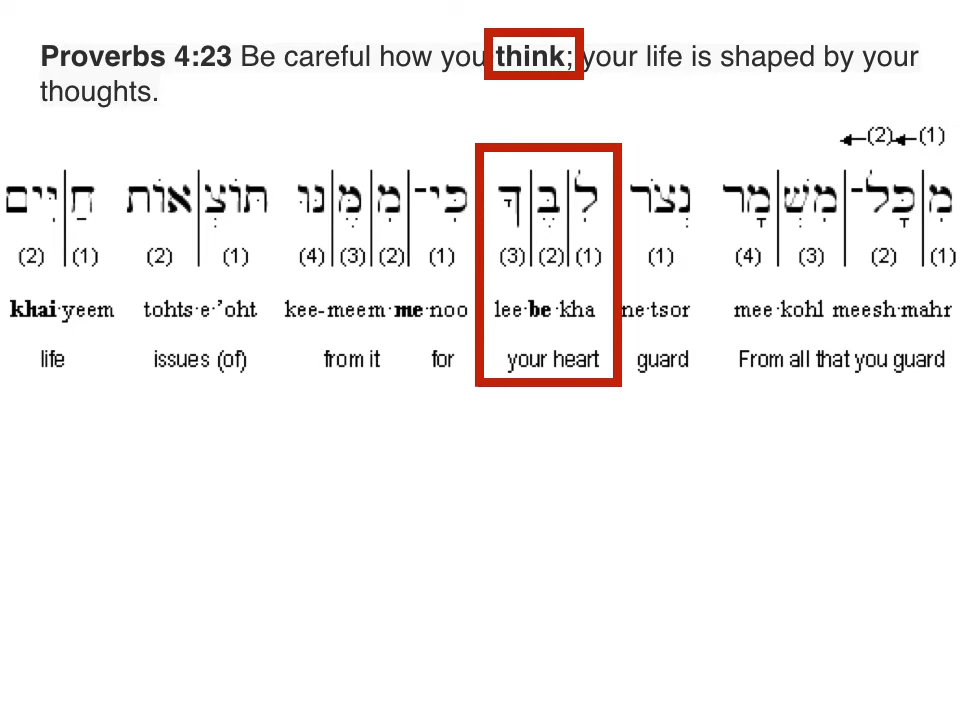 Proverbs 4:23 Be careful how you think; your life is shaped by your
thoughts.
←(2)←(1)
מִכָּל־מִשְׁמָר נְצֹר לִבֶּךָ כִּי־מִמֶּנּוּ תּוֹצְאוֹת חַיִּים
(2) (1) (2) (1) (4) (3) (2) (1) (3) (2) (1) (1) (4) (3) (2) (1)
khai·yeem tohts·e·'oht kee-meem·me·noo lee·be·kha ne·tsor mee·kohl meesh·mahr
life issues (of) from it for your heart guard From all that you guard